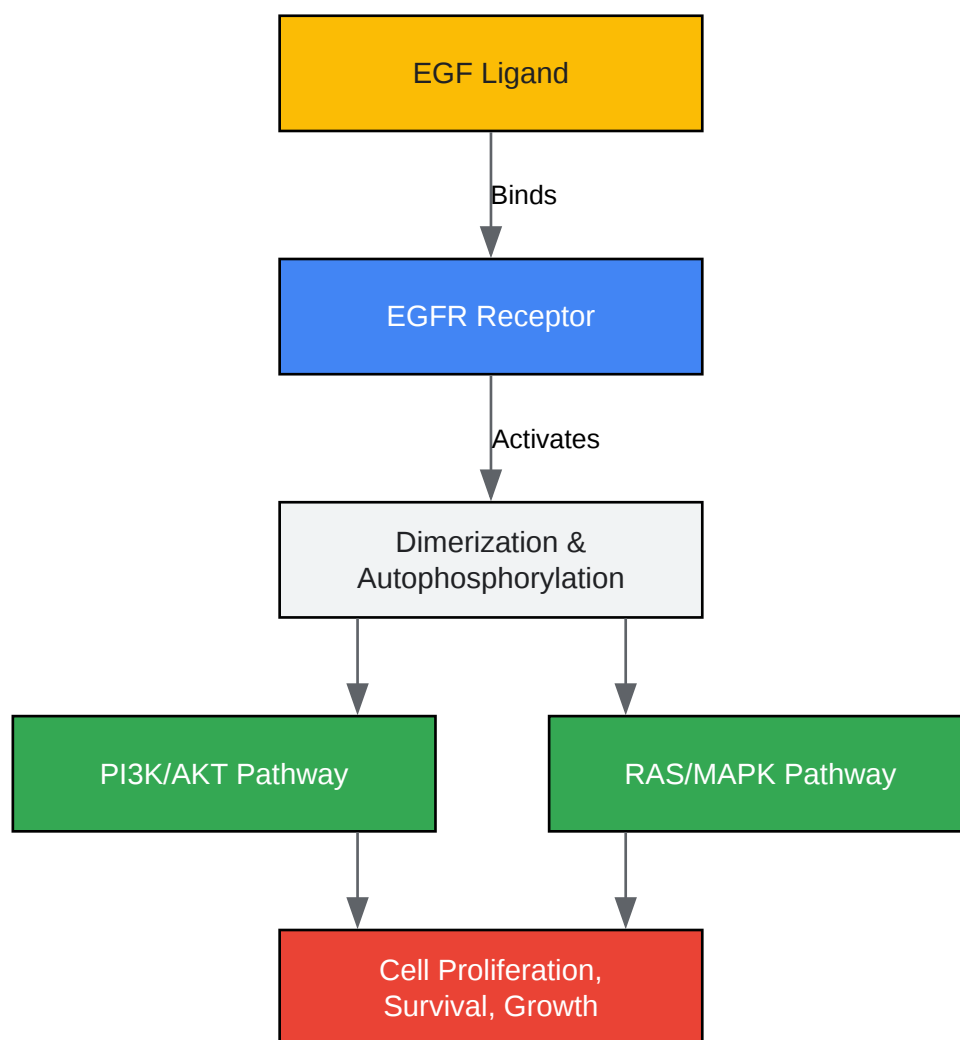 EGF Ligand
Binds
EGFR Receptor
Activates
Dimerization &
Autophosphorylation
PI3K/AKT Pathway
RAS/MAPK Pathway
Cell Proliferation,
Survival, Growth